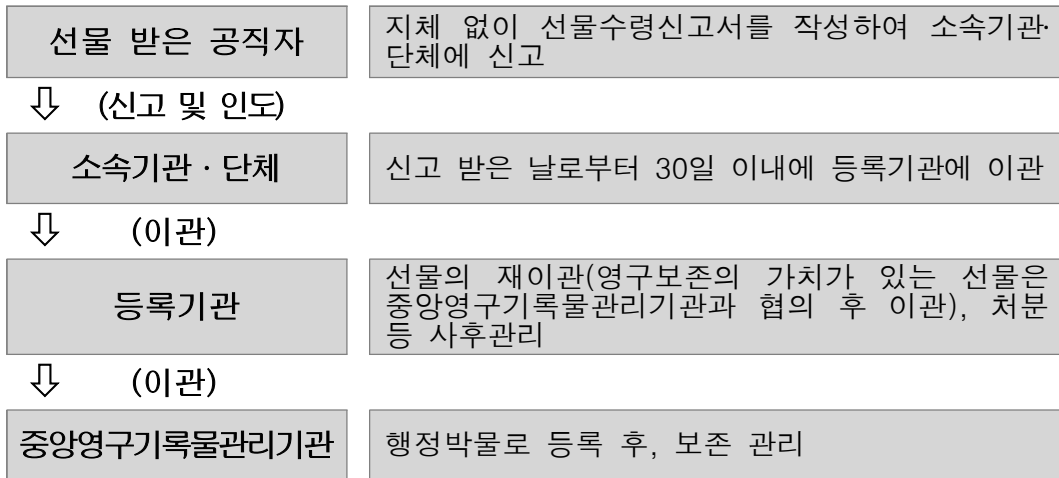 선물 받은 공직자
지체 없이 선물수령신고서를 작성하여 소속기관·
단체에 신고
⇩ (신고 및 인도)
소속기관 · 단체
신고 받은 날로부터 30일 이내에 등록기관에 이관
⇩ (이관)
등록기관
선물의 재이관(영구보존의 가치가 있는 선물은
중앙영구기록물관리기관과 협의 후 이관), 처분
등 사후관리
⇩ (이관)
중앙영구기록물관리기관
행정박물로 등록 후, 보존 관리